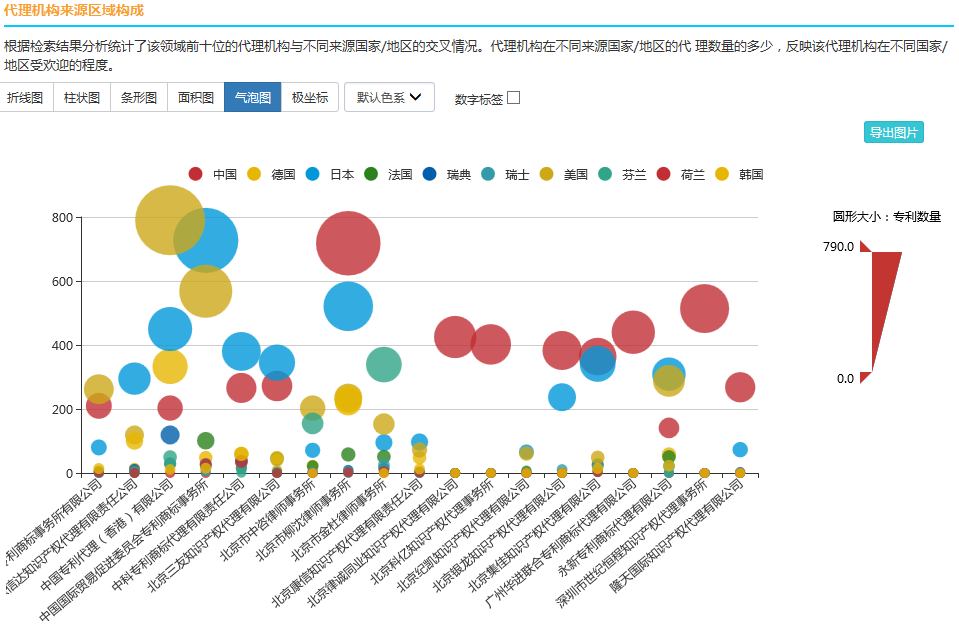 代理机构来源区域构成
根据检索结果分析统计了该领域前十位的代理机构与不同来源国家/地区的交叉情况。代理机构在不同来源国家/地区的代 理数量的多少，反映该代理机构在不同国家/
地区受欢迎的程度。
折线图 柱状图 条形图 面积图 气泡图 极坐标 默认色系 数字标签
导出图片
中国 德国 日本 法国 瑞典 瑞士 美国 芬兰 荷兰 韩国
圆形大小：专利数量
790.0
0.0
800
600
400
200
0
利商标事务所有限公司
信达知识产权代理有限责任公司
中国专利代理（香港）有限公司
中国国际贸易促进委员会专利商标事务所
中科专利商标代理有限责任公司
北京三友知识产权代理有限公司
北京市中咨律师事务所
北京市柳沈律师事务所
北京市金杜律师事务所
北京康信知识产权代理有限责任公司
北京律诚同业知识产权代理有限公司
北京科亿知识产权代理事务所
北京纪凯知识产权代理有限公司
北京银龙知识产权代理有限公司
北京集佳知识产权代理有限公司
广州华进联合专利商标代理有限公司
永新专利商标代理有限公司
深圳市世纪恒程知识产权代理事务所
隆天国际知识产权代理有限公司